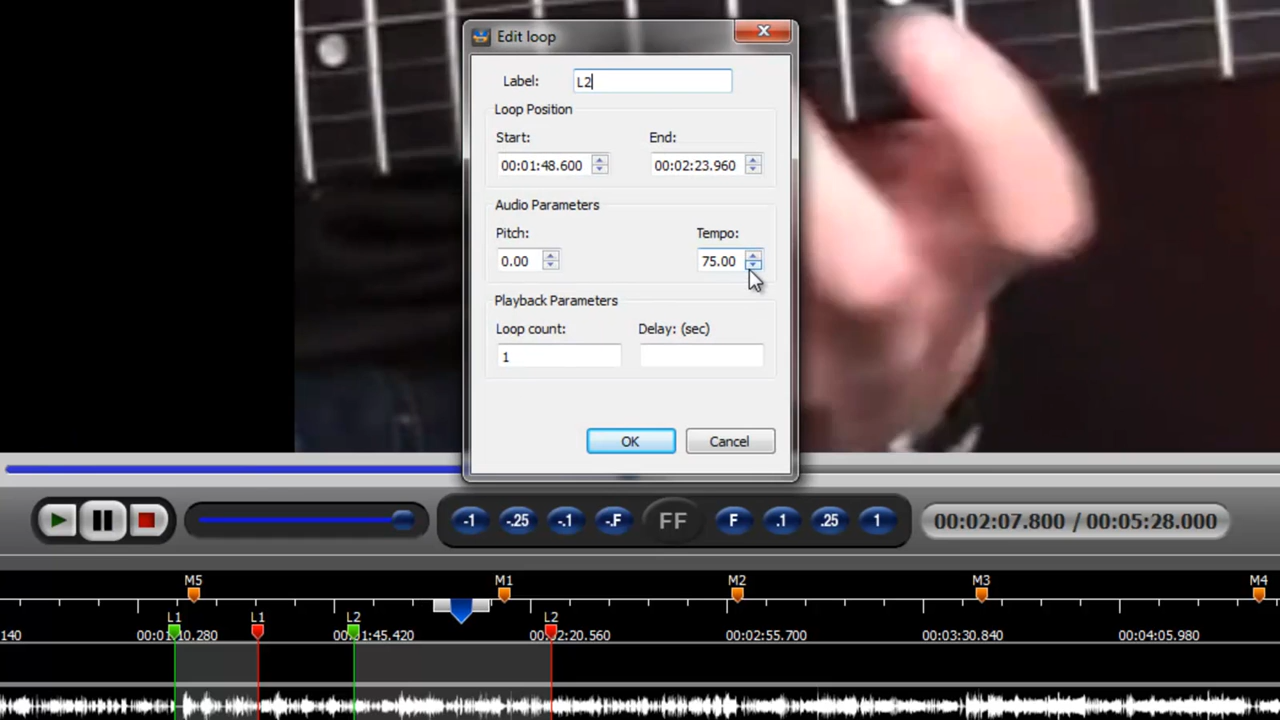 Edit loop
Label: L2
Loop Position
Start: End:
00:01:48.600 00:02:23.960
Audio Parameters
Pitch: Tempo:
0.00 75.00
Playback Parameters
Loop count: Delay: (sec)
1
OK Cancel
-1 -.25 -.1 -.F FF F .1 .25 1 00:02:07.800 / 00:05:28.000
M5 M1 M2 M3 M4
L1 L1 L2 L2
140 00:02:55.700 00:03:30.840 00:04:05.980